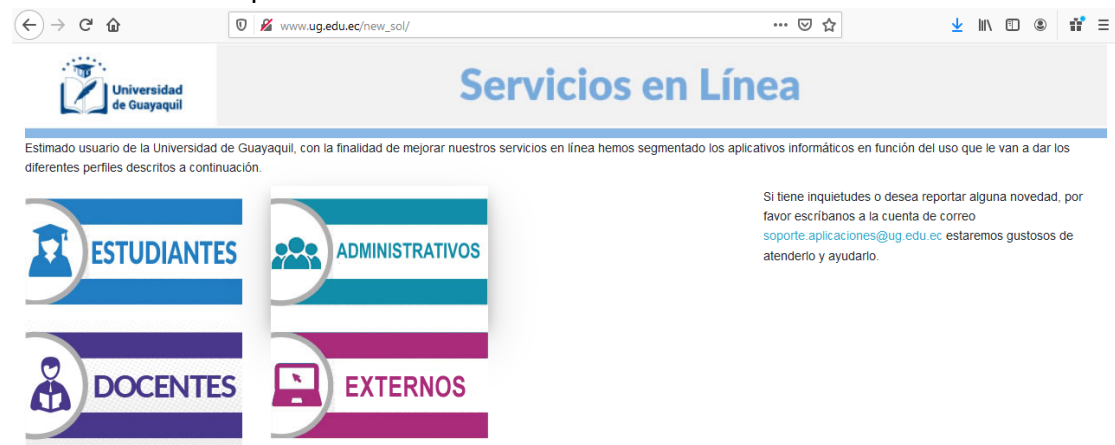 www.ug.edu.ec/new_sol/
Universidad
de Guayaquil
Servicios en Línea
Estimado usuario de la Universidad de Guayaquil, con la finalidad de mejorar nuestros servicios en línea hemos segmentado los aplicativos informáticos en función del uso que le van a dar los
diferentes perfiles descritos a continuación.
ESTUDIANTES
ADMINISTRATIVOS
DOCENTES
EXTERNOS
Si tiene inquietudes o desea reportar alguna novedad, por
favor escríbanos a la cuenta de correo
soporte.aplicaciones@ug.edu.ec estaremos gustosos de
atenderlo y ayudarlo.